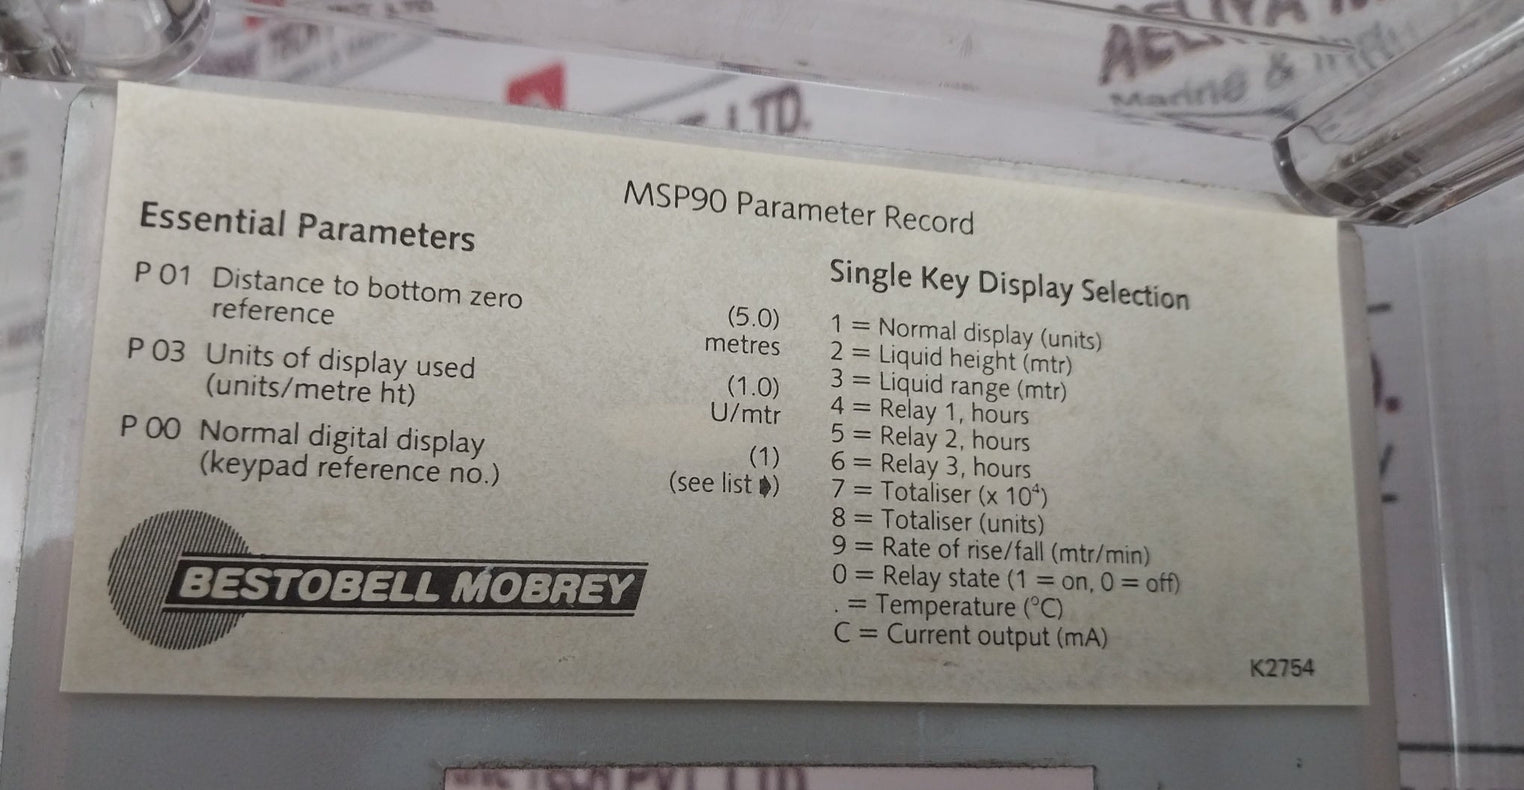 LTD.
Marine &
MSP90 Parameter Record
Essential Parameters
P 01 Distance to bottom zero
reference
(5.0)
metres
P 03 Units of display used
(units/metre ht)
(1.0)
U/mtr
P 00 Normal digital display
(keypad reference no.)
(1)
(see list )
BESTOBELL MOBREY
Single Key Display Selection
1 = Normal display (units)
2 = Liquid height (mtr)
3 = Liquid range (mtr)
4 = Relay 1, hours
5 = Relay 2, hours
6 = Relay 3, hours
7 = Totaliser (x 10⁴)
8 = Totaliser (units)
9 = Rate of rise/fall (mtr/min)
0 = Relay state (1 = on, 0 = off)
. = Temperature (°C)
C = Current output (mA)
K2754